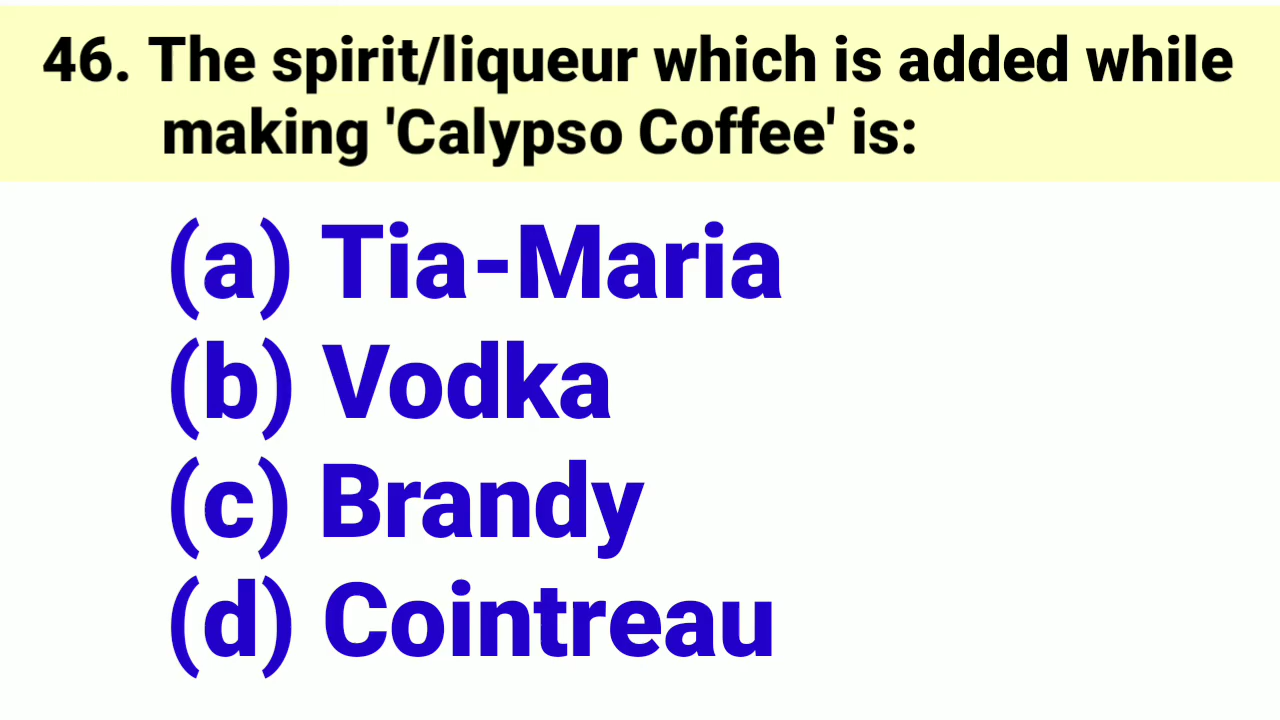 46. The spirit/liqueur which is added while
making 'Calypso Coffee' is:
(a) Tia-Maria
(b) Vodka
(c) Brandy
(d) Cointreau